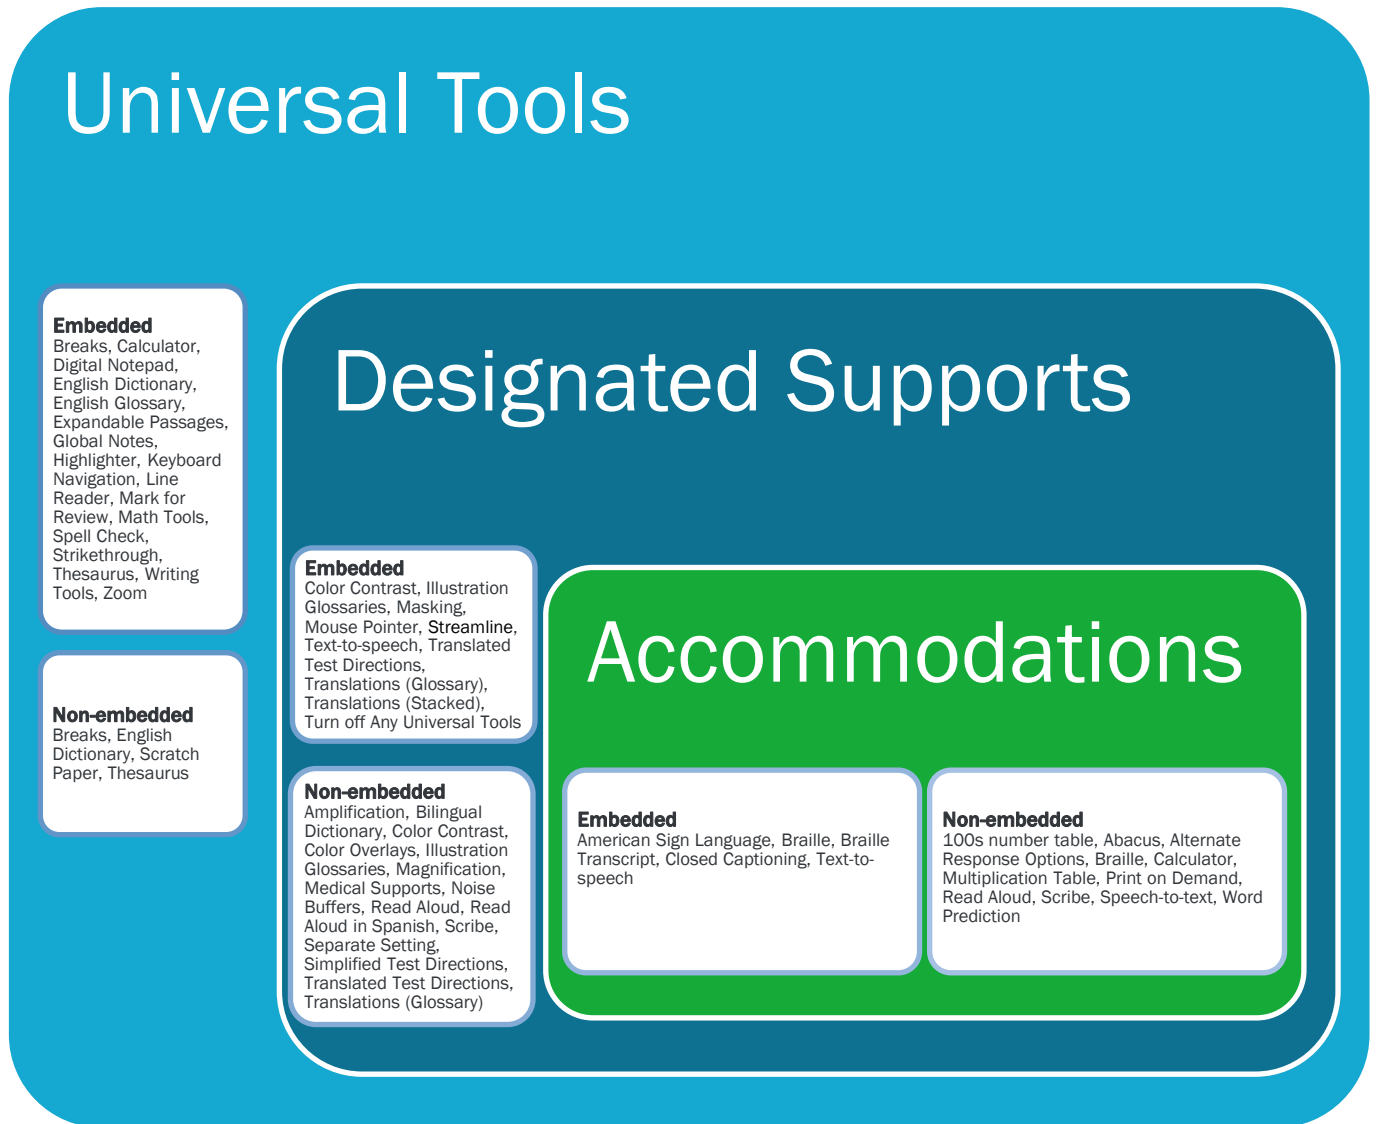 Universal Tools
Embedded
Breaks, Calculator,
Digital Notepad,
English Dictionary,
English Glossary,
Expandable Passages,
Global Notes,
Highlighter, Keyboard
Navigation, Line
Reader, Mark for
Review, Math Tools,
Spell Check,
Strikethrough,
Thesaurus, Writing
Tools, Zoom
Non-embedded
Breaks, English
Dictionary, Scratch
Paper, Thesaurus
Designated Supports
Embedded
Color Contrast, Illustration
Glossaries, Masking,
Mouse Pointer, Streamline,
Text-to-speech, Translated
Test Directions,
Translations (Glossary),
Translations (Stacked),
Turn off Any Universal Tools
Non-embedded
Amplification, Bilingual
Dictionary, Color Contrast,
Color Overlays, Illustration
Glossaries, Magnification,
Medical Supports, Noise
Buffers, Read Aloud, Read
Aloud in Spanish, Scribe,
Separate Setting,
Simplified Test Directions,
Translated Test Directions,
Translations (Glossary)
Accommodations
Embedded
American Sign Language, Braille, Braille
Transcript, Closed Captioning, Text-to-
speech
Non-embedded
100s number table, Abacus, Alternate
Response Options, Braille, Calculator,
Multiplication Table, Print on Demand,
Read Aloud, Scribe, Speech-to-text, Word
Prediction